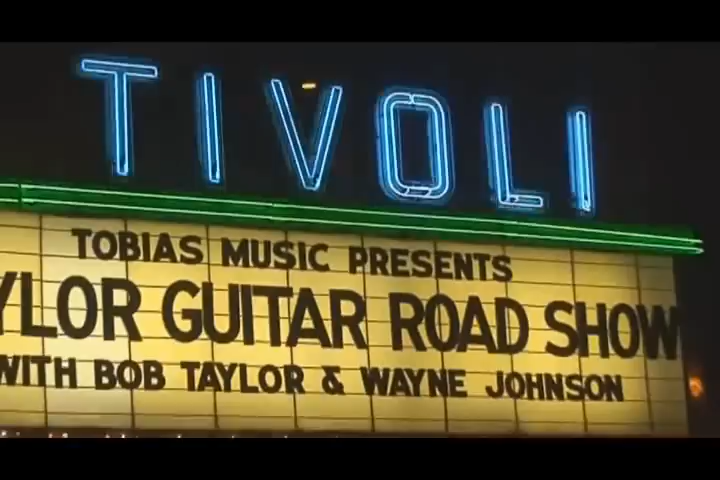 TIVOLI
TOBIAS MUSIC PRESENTS
YLOR GUITAR ROAD SHOW
WITH BOB TAYLOR & WAYNE JOHNSON